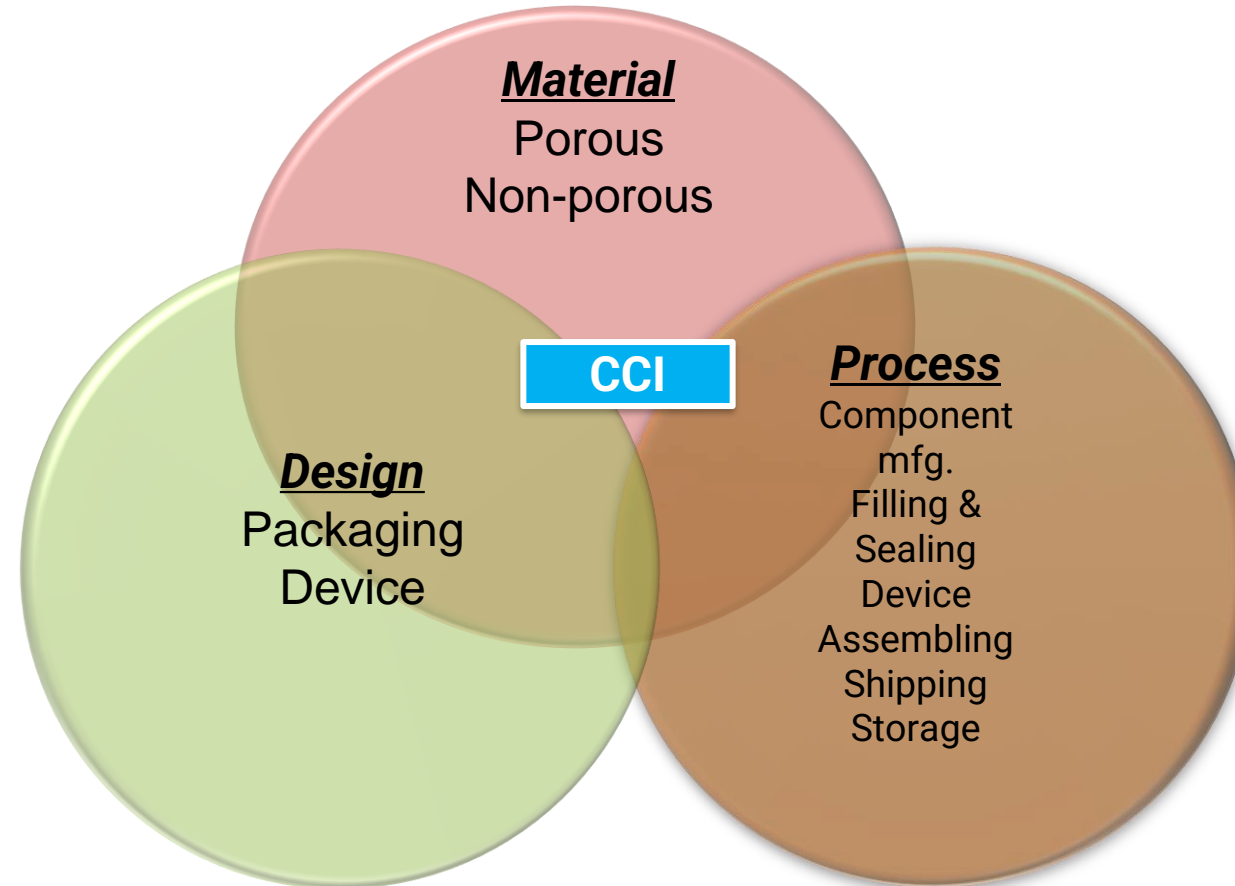 Material
Porous
Non-porous
CCI
Process
Component
mfg.
Filling &
Sealing
Device
Assembling
Shipping
Storage
Design
Packaging
Device